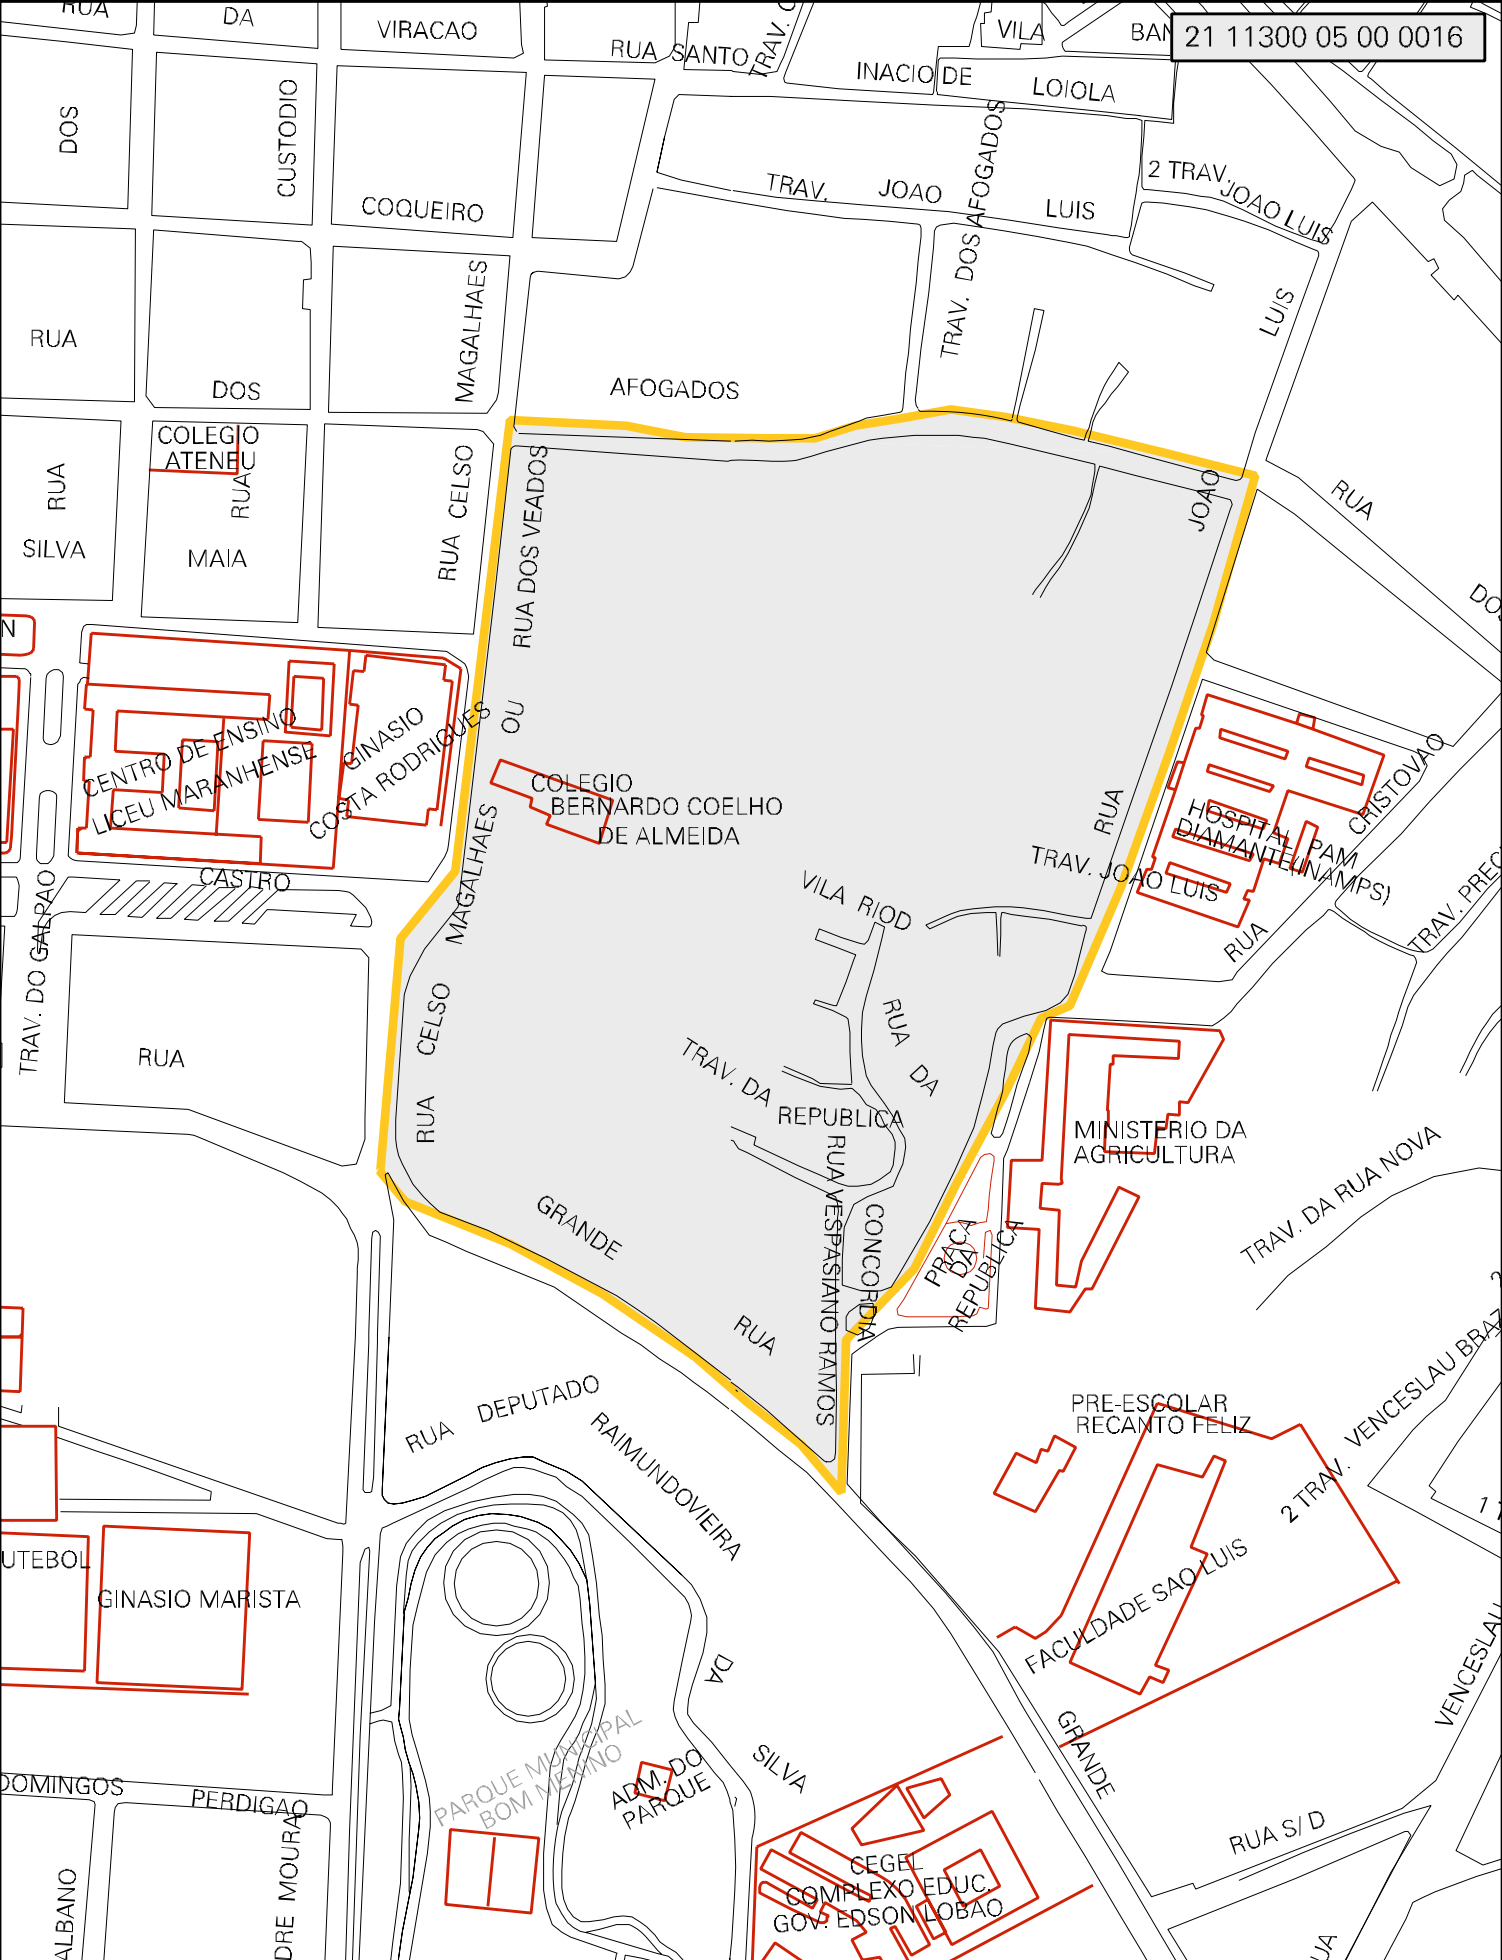 RUA
DA
VIRACAO
RUA SANTO
TRAV.
VILA
21 11300 05 00 0016
INACIO DE
LOIOLA
DOS
CUSTODIO
COQUEIRO
TRAV.
JOAO
LUIS
TRAV. DOS AFOGADOS
2 TRAV.
JOAO LUIS
LUIS
RUA
DOS
MAGALHAES
AFOGADOS
COLEGIO
ATENEU
RUA
RUA
SILVA
MAIA
RUA CELSO
RUA DOS VEADOS
JOAO
RUA
OU
CENTRO DE ENSINO
LICEU MARANHENSE
GINASIO
COSTA RODRIGUES
COLEGIO
BERNARDO COELHO
DE ALMEIDA
RUA
HOSPITAL PAM
DIAMANTE(INAMPS)
CRISTOVAO
RUA
TRAV. JOAO LUIS
CASTRO
MAGALHAES
VILA RIOD
TRAV. DO GALPAO
CELSO
RUA
RUA
RUA
DA
TRAV. DA
REPUBLICA
MINISTERIO DA
AGRICULTURA
TRAV. DA RUA NOVA
GRANDE
RUA
RUA VESPASIANO RAMOS
CONCORDIA
PRACA
DA
REPUBLICA
RUA
DEPUTADO
RAIMUNDOVIEIRA
DA
SILVA
PRE-ESCOLAR
RECANTO FELIZ
2 TRAV.
VENCESLAU
FACULDADE SAO LUIS
VENCESLAU
GINASIO MARISTA
PARQUE MUNICIPAL
BOM MENINO
ADM. DO
PARQUE
GRANDE
DOMINGOS
PERDIGAO
RUA S/ D
ALBANO
CEGEL
COMPLEXO EDUC.
GOV. EDSON LOBAO